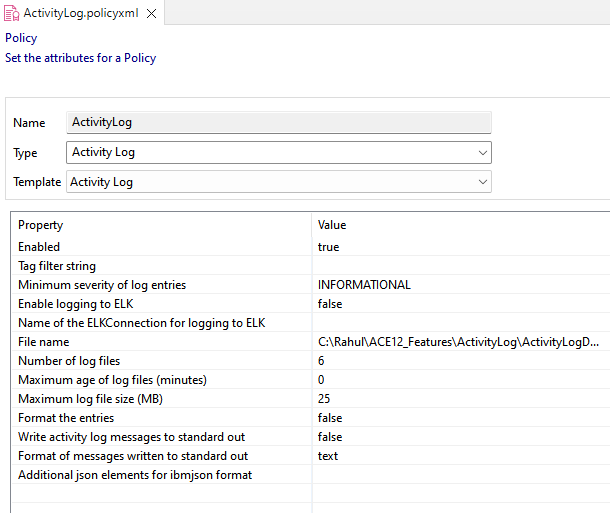 ActivityLog.policyxml
Policy
Set the attributes for a Policy
Name ActivityLog
Type Activity Log
Template Activity Log
Property Value
Enabled true
Tag filter string
Minimum severity of log entries INFORMATIONAL
Enable logging to ELK false
Name of the ELKConnection for logging to ELK
File name C:\Rahul\ACE12_Features\ActivityLog\ActivityLogD...
Number of log files 6
Maximum age of log files (minutes) 0
Maximum log file size (MB) 25
Format the entries false
Write activity log messages to standard out false
Format of messages written to standard out text
Additional json elements for ibmjson format